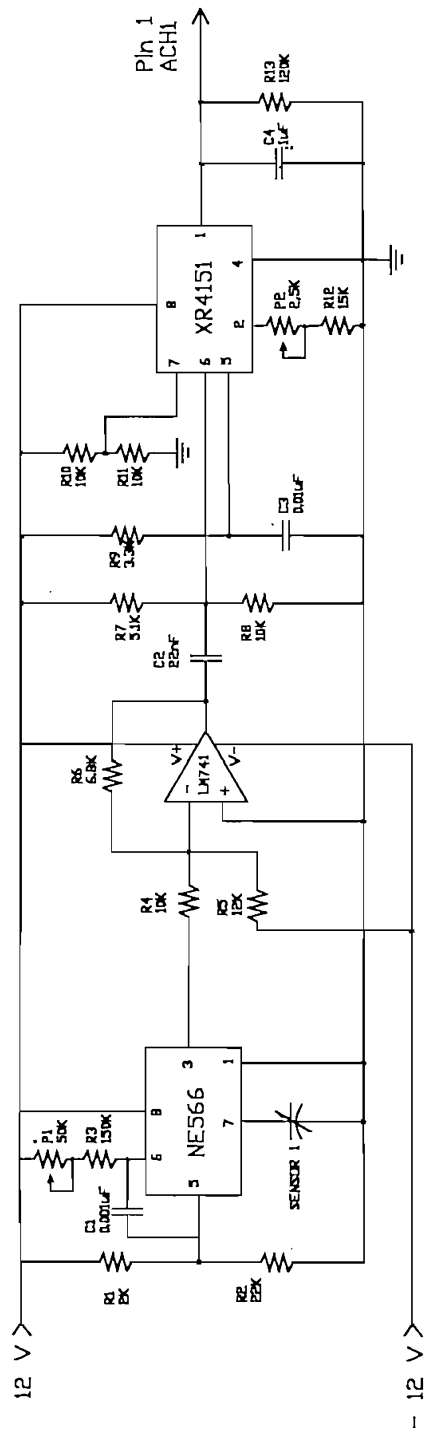 12 V
R1
2K
R2
22K
C1
0.001uF
P1
50K
R3
150K
5
6
8
NE566
3
7
1
SENSOR 1
R4
10K
R5
12K
R6
6.8K
-
+
LM741
V+
V-
C2
22nF
R7
5.1K
R8
10K
R9
3.3K
C3
0.01uF
R10
10K
R11
10K
7
6
5
8
XR4151
1
2
4
P2
2.5K
R12
15K
C4
.1uF
R13
120K
Pin 1
ACH1
- 12 V